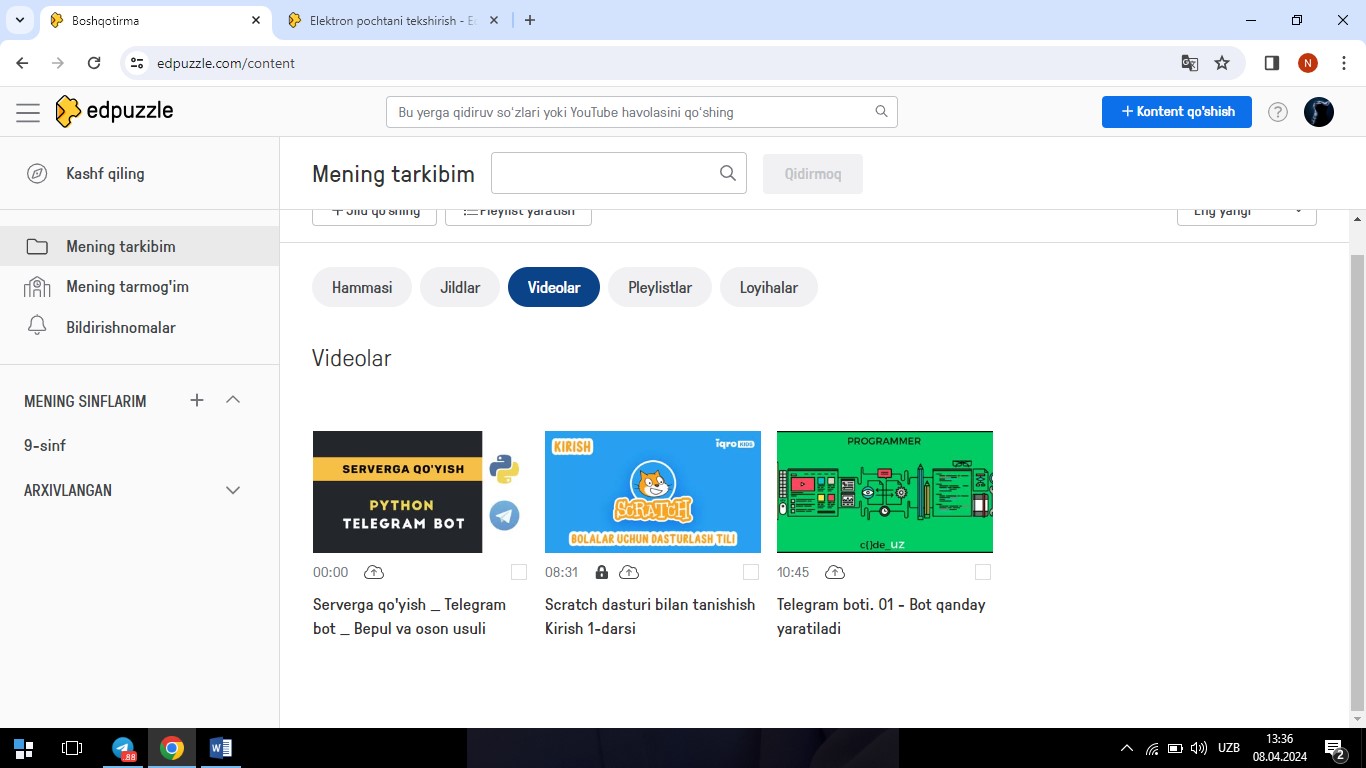 Boshqotirma
Elektron pochtani tekshirish - Ed
edpuzzle.com/content
N
edpuzzle
Bu yerga qidiruv so'zlari yoki YouTube havolasini qo'shing
+ Kontent qo'shish
?
Kashf qiling
Mening tarkibim
Qidirmoq
+ Jild qo'shing
Pleylist yaratish
Eng yangi
Mening tarkibim
Mening tarmog'im
Bildirishnomalar
Hammasi
Jildlar
Videolar
Pleylistlar
Loyihalar
Videolar
MENING SINFLARIM +
9-sinf
ARXIVLANGAN
SERVERGA QO'YISH
PYTHON
TELEGRAM BOT
00:00
Serverga qo'yish _ Telegram
bot _ Bepul va oson usuli
KIRISH
iqro KIDS
SCRATCH
BOLALAR UCHUN DASTURLASH TILI
08:31
Scratch dasturi bilan tanishish
Kirish 1-darsi
PROGRAMMER
c{}de_uz
10:45
Telegram boti. 01 - Bot qanday
yaratiladi
88
UZB
13:36
08.04.2024
2